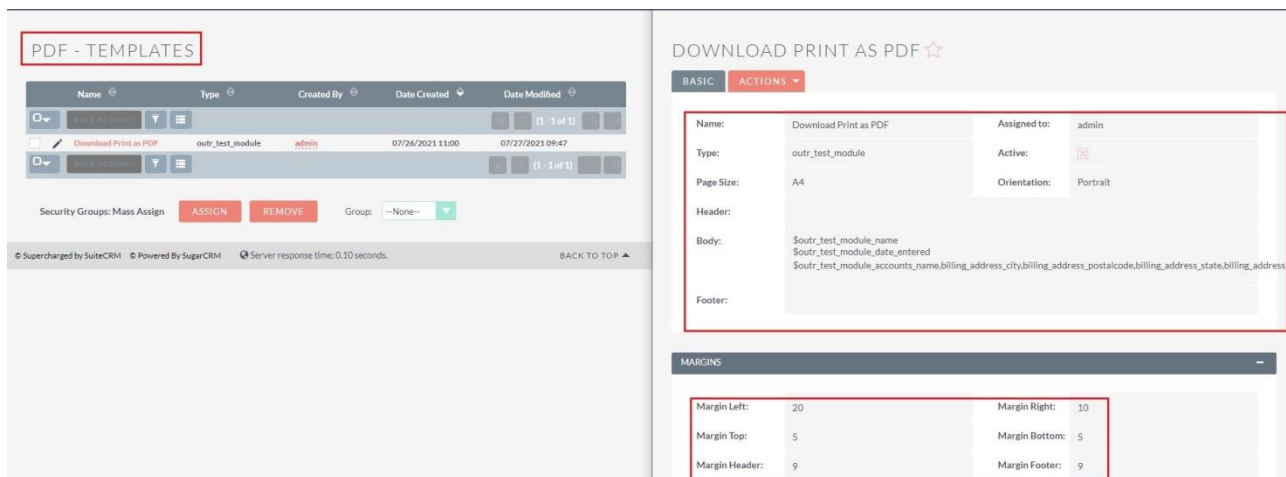 PDF - TEMPLATES
Name Type Created By Date Created Date Modified
BULK ACTION (1 - 1 of 1)
Download Print as PDF outr_test_module admin 07/26/2021 11:00 07/27/2021 09:47
BULK ACTION (1 - 1 of 1)
Security Groups: Mass Assign ASSIGN REMOVE Group: --None--
© Supercharged by SuiteCRM © Powered By SugarCRM Server response time: 0.10 seconds. BACK TO TOP
DOWNLOAD PRINT AS PDF
BASIC ACTIONS
Name: Download Print as PDF Assigned to: admin
Type: outr_test_module Active:
Page Size: A4 Orientation: Portrait
Header:
Body: $outr_test_module_name
$outr_test_module_date_entered
$outr_test_module_accounts_name,billing_address_city,billing_address_postalcode,billing_address_state,billing_address
Footer:
MARGINS
Margin Left: 20 Margin Right: 10
Margin Top: 5 Margin Bottom: 5
Margin Header: 9 Margin Footer: 9